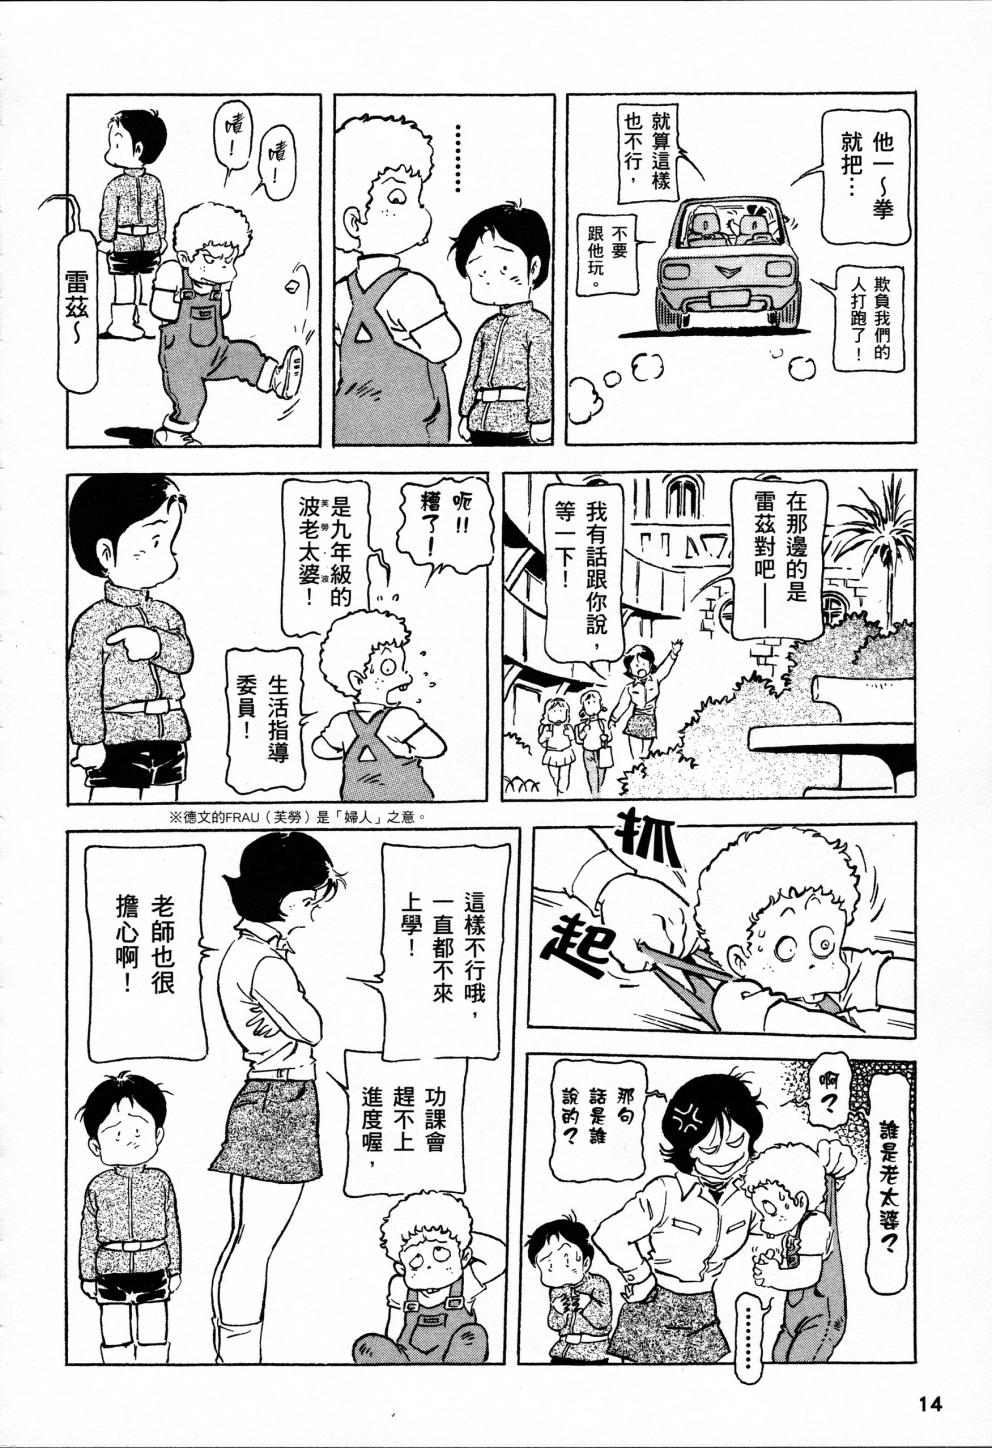 他一～拳
就把…
欺負我們的
人打跑了！
就算這樣
也不行，
不要
跟他玩。
………
嘖！
嘖！
雷茲～
在那邊的是
雷茲對吧——
我有話跟你說，
等一下！
呃!!
糟了！
是九年級的
芙勞・波
波老太婆！
生活指導
委員！
※德文的FRAU（芙勞）是「婦人」之意。
抓
起
誰是老太婆？
啊？
那句
話是誰
說的？
………
這樣不行哦，
一直都不來
上學！
功課會
趕不上
進度喔，
老師也很
擔心啊！
14